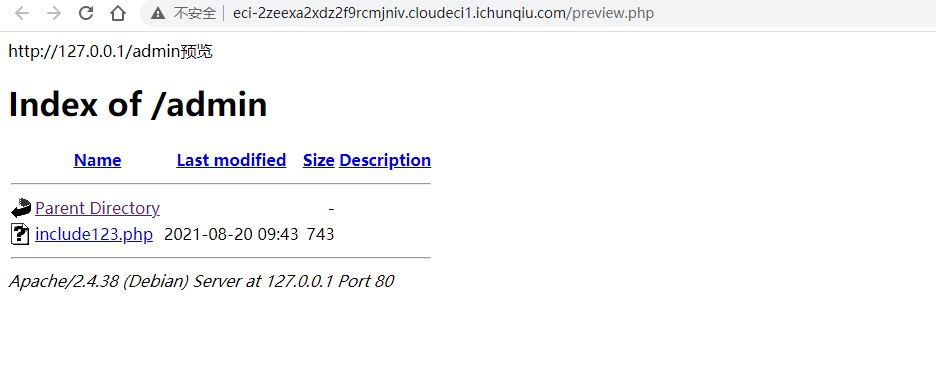 不安全 eci-2zeexa2xdz2f9rcmjniv.cloudeci1.ichunqiu.com/preview.php
http://127.0.0.1/admin预览
Index of /admin
Name Last modified Size Description
Parent Directory -
include123.php 2021-08-20 09:43 743
Apache/2.4.38 (Debian) Server at 127.0.0.1 Port 80